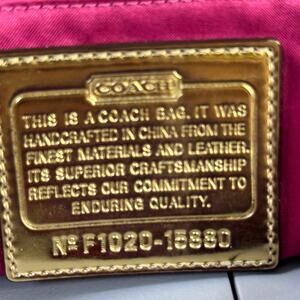 COACH
THIS IS A COACH BAG. IT WAS
HANDCRAFTED IN CHINA FROM THE
FINEST MATERIALS AND LEATHER.
ITS SUPERIOR CRAFTSMANSHIP
REFLECTS OUR COMMITMENT TO
ENDURING QUALITY.
Nº F1020-15880